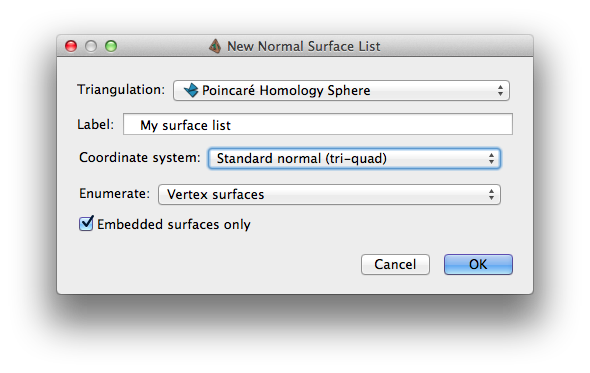 New Normal Surface List
Triangulation: Poincaré Homology Sphere
Label: My surface list
Coordinate system: Standard normal (tri-quad)
Enumerate: Vertex surfaces
Embedded surfaces only
Cancel OK